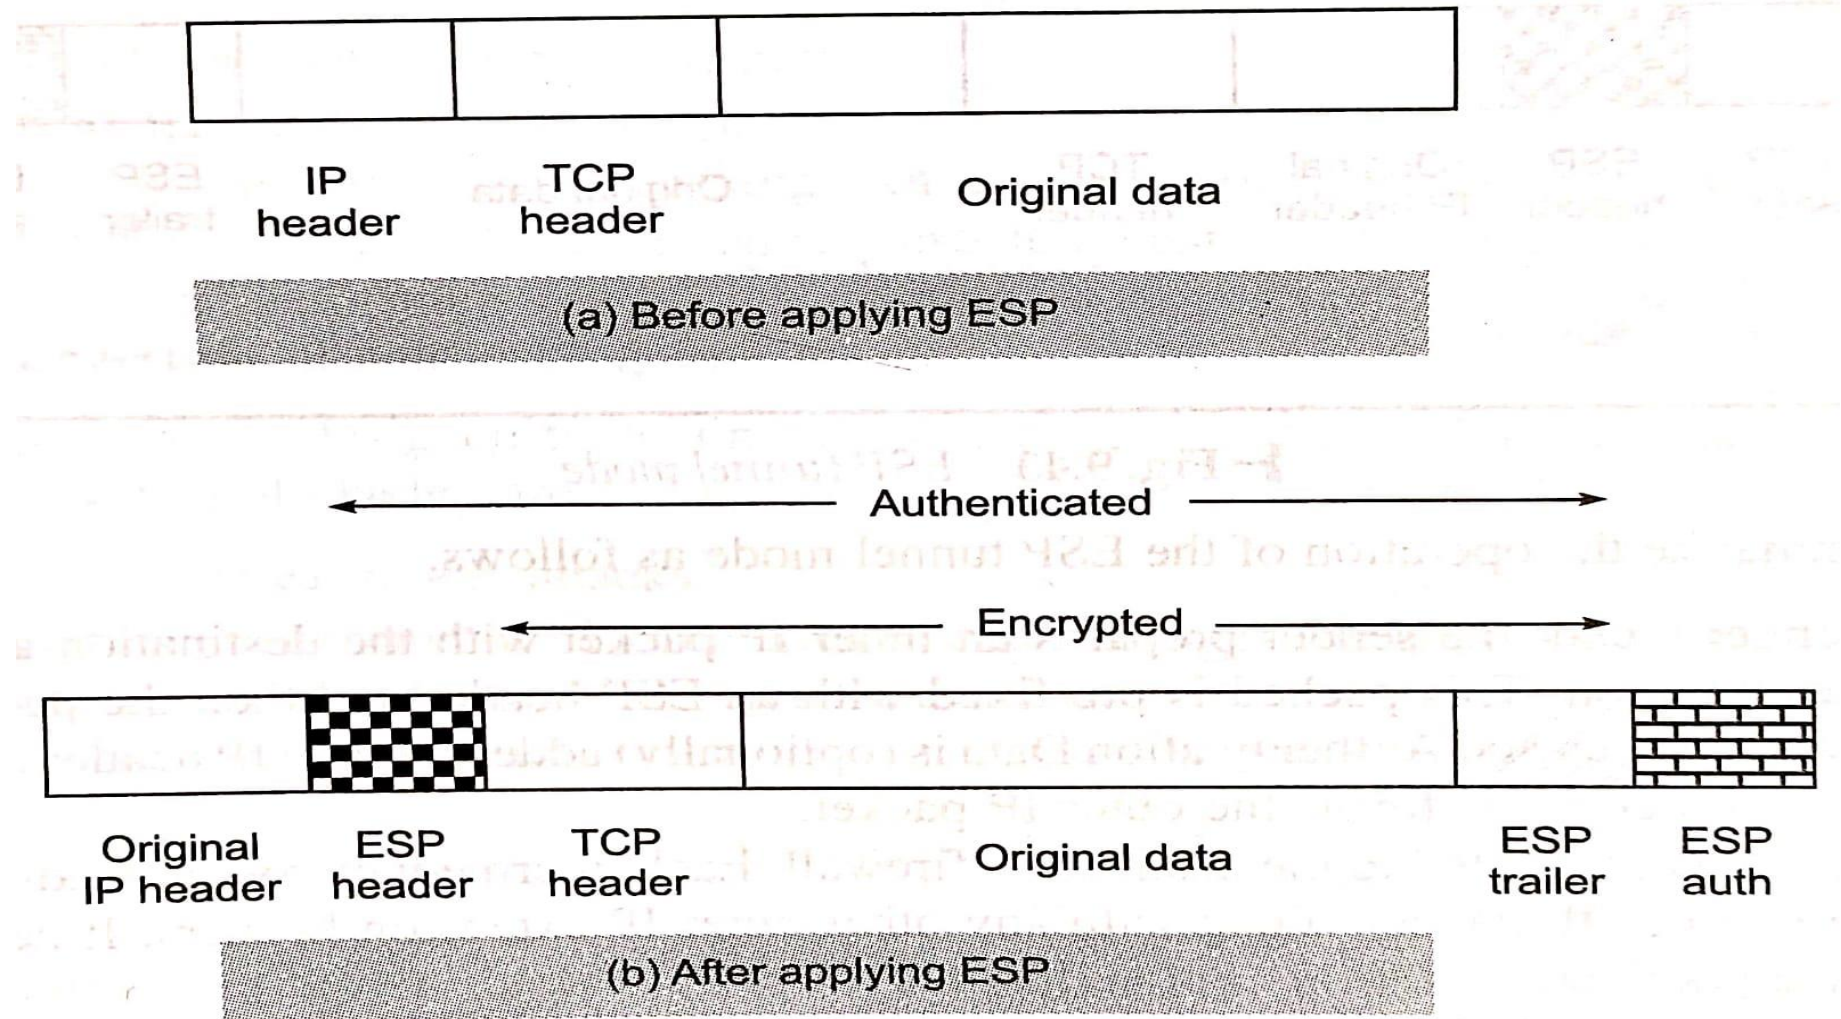 IP
header
TCP
header
Original data
(a) Before applying ESP
Authenticated
Encrypted
Original
IP header
ESP
header
TCP
header
Original data
ESP
trailer
ESP
auth
(b) After applying ESP